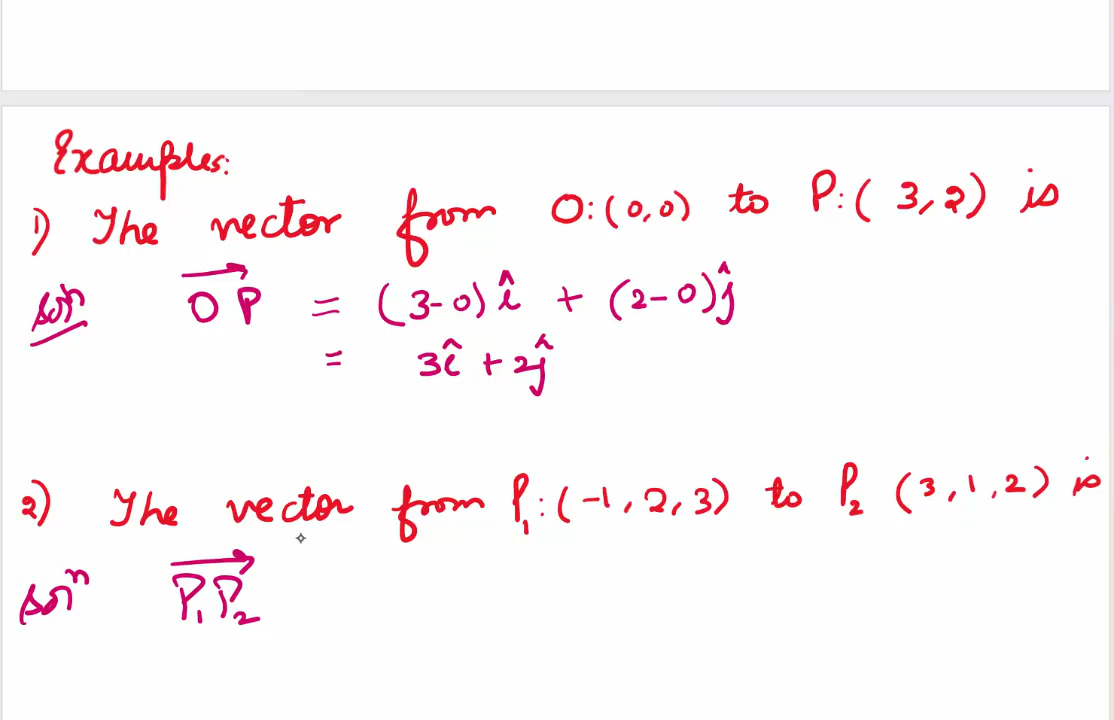 Examples:
1) The vector from O:(0,0) to P:(3,2) is
solⁿ OP⃗ = (3-0)î + (2-0)ĵ
= 3î + 2ĵ
2) The vector from P₁:(-1,2,3) to P₂ (3,1,2) is
solⁿ P₁P₂⃗